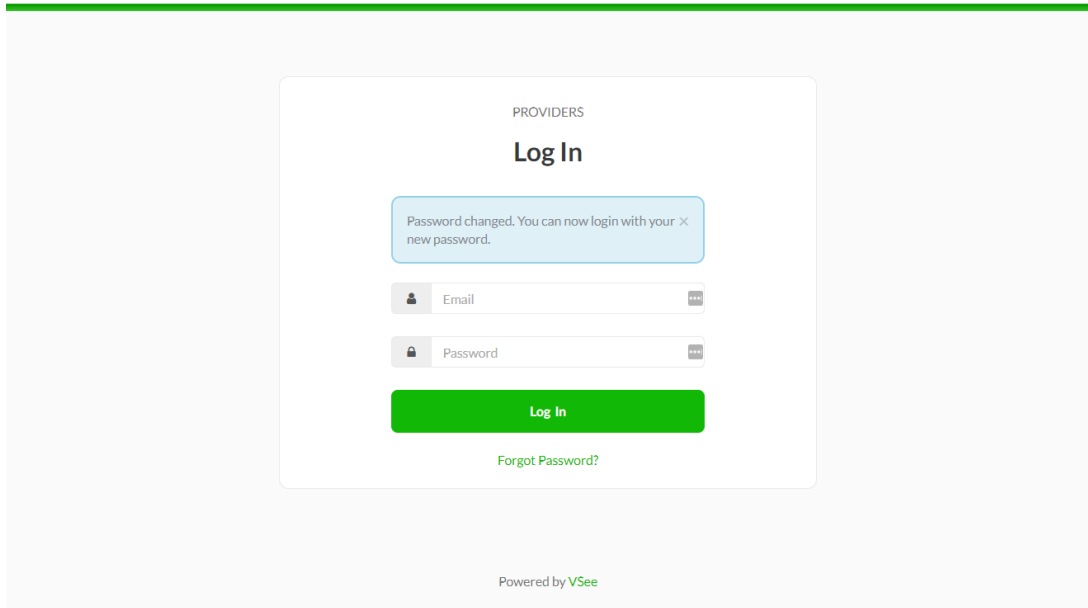 PROVIDERS
Log In
Password changed. You can now login with your ×
new password.
Email
Password
Log In
Forgot Password?
Powered by VSee